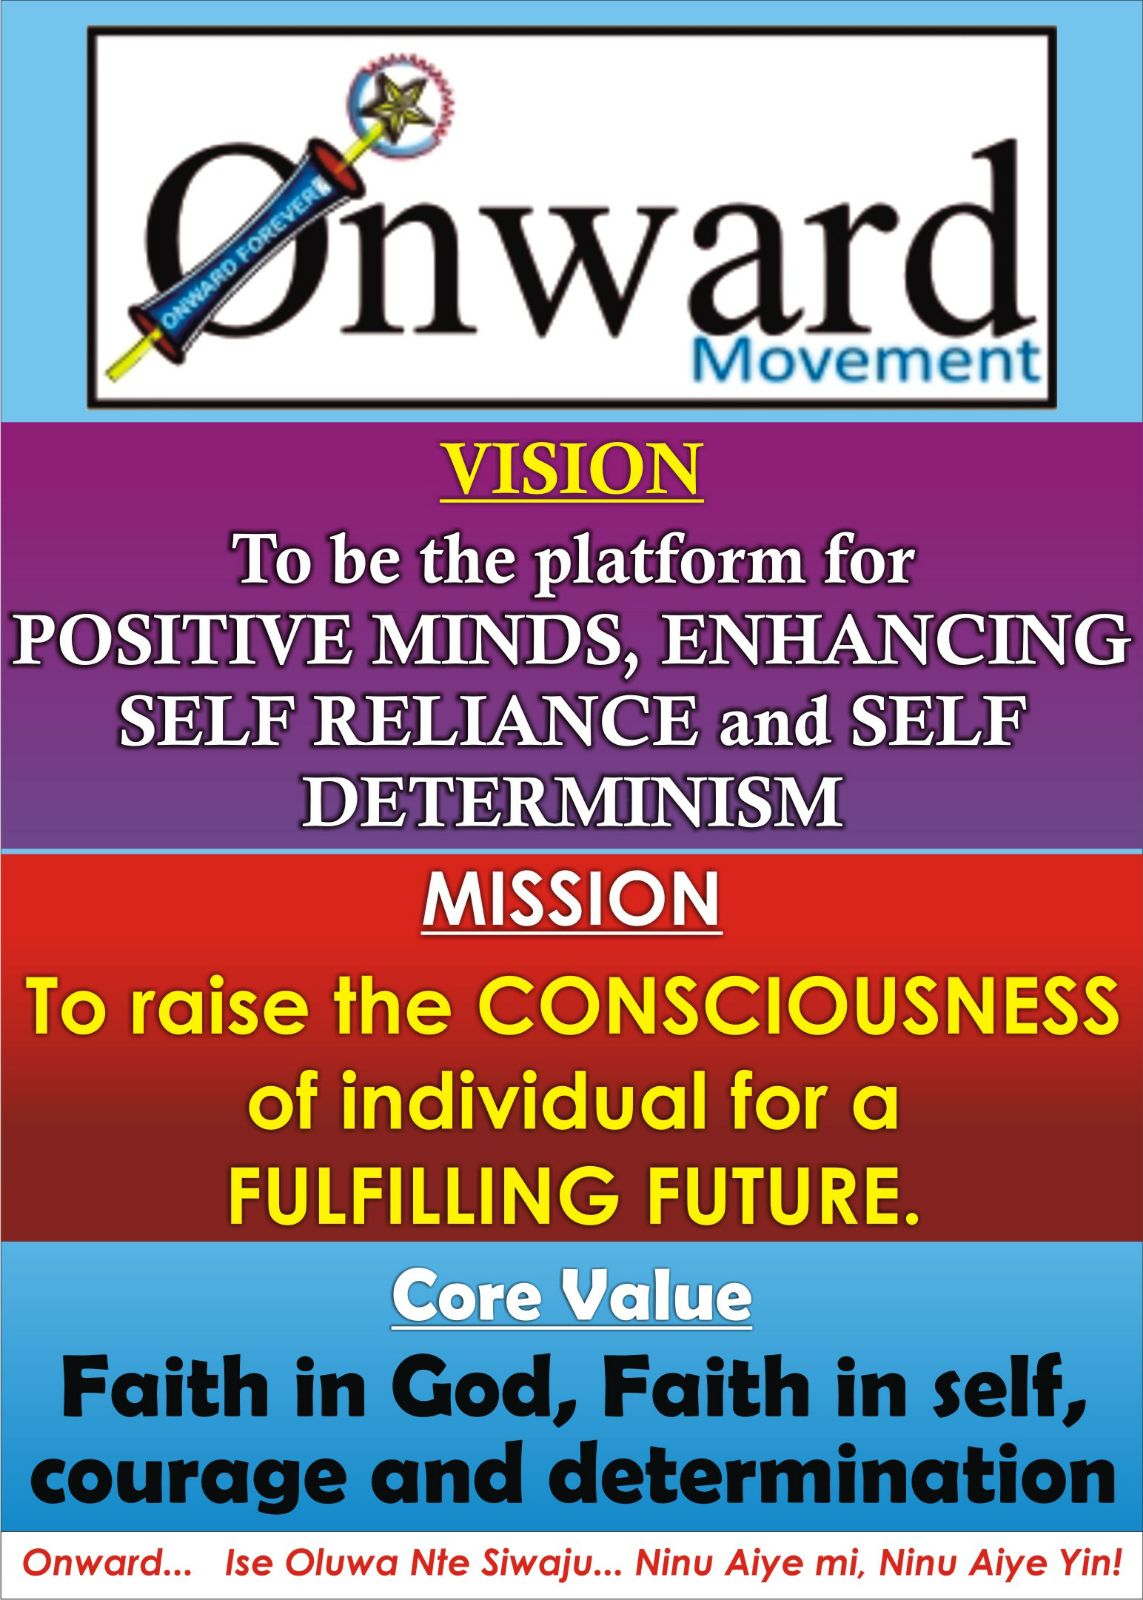 ONWARD FOREVER
Onward
Movement
VISION
To be the platform for
POSITIVE MINDS, ENHANCING
SELF RELIANCE and SELF
DETERMINISM
MISSION
To raise the CONSCIOUSNESS
of individual for a
FULFILLING FUTURE.
Core Value
Faith in God, Faith in self,
courage and determination
Onward... Ise Oluwa Nte Siwaju... Ninu Aiye mi, Ninu Aiye Yin!